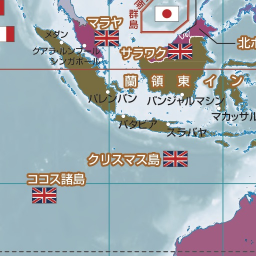 群島
マラヤ
メダン
クアラ・ルンプール
シンガポール
サラワク
北ボ
蘭領東イン
パレンバン
バンジャルマシン
マカッサル
バタビア
スラバヤ
クリスマス島
ココス諸島